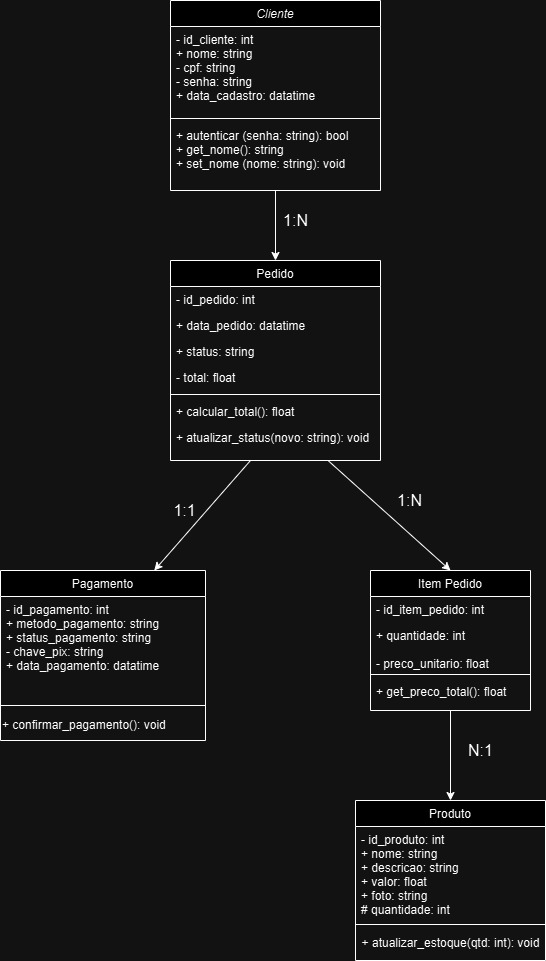 Cliente
- id_cliente: int
+ nome: string
- cpf: string
- senha: string
+ data_cadastro: datatime
+ autenticar (senha: string): bool
+ get_nome(): string
+ set_nome (nome: string): void
1:N
Pedido
- id_pedido: int
+ data_pedido: datatime
+ status: string
- total: float
+ calcular_total(): float
+ atualizar_status(novo: string): void
1:1
1:N
Pagamento
- id_pagamento: int
+ metodo_pagamento: string
+ status_pagamento: string
- chave_pix: string
+ data_pagamento: datatime
+ confirmar_pagamento(): void
Item Pedido
- id_item_pedido: int
+ quantidade: int
- preco_unitario: float
+ get_preco_total(): float
N:1
Produto
- id_produto: int
+ nome: string
+ descricao: string
+ valor: float
+ foto: string
# quantidade: int
+ atualizar_estoque(qtd: int): void